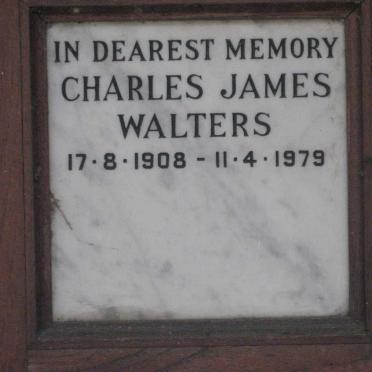 IN DEAREST MEMORY
CHARLES JAMES
WALTERS
17·8·1908 - 11·4·1979